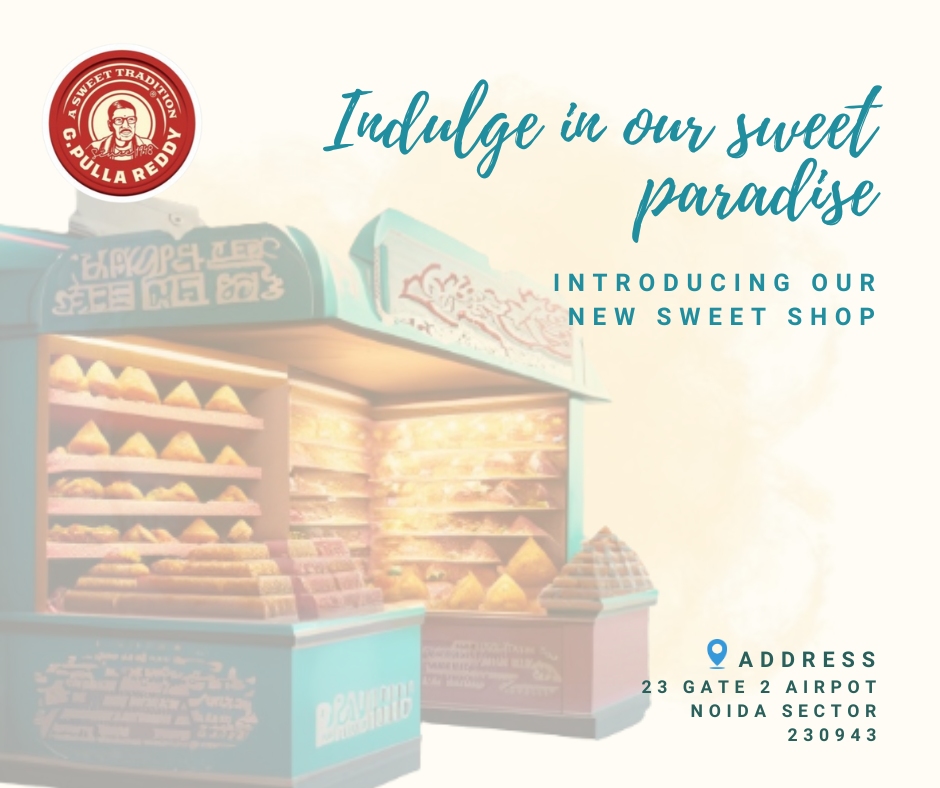 A SWEET TRADITION
®
G.PULLA REDDY
Indulge in our sweet
paradise
INTRODUCING OUR
NEW SWEET SHOP
ADDRESS
23 GATE 2 AIRPOT
NOIDA SECTOR
230943